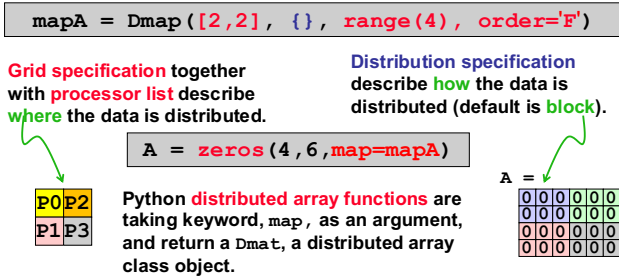 mapA = Dmap([2,2], {}, range(4), order='F')
Grid specification together
with processor list describe
where the data is distributed.
Distribution specification
describe how the data is
distributed (default is block).
A = zeros(4,6,map=mapA)
P0 P2
P1 P3
Python distributed array functions are
taking keyword, map, as an argument,
and return a Dmat, a distributed array
class object.
A =
0 0 0 0 0 0
0 0 0 0 0 0
0 0 0 0 0 0
0 0 0 0 0 0